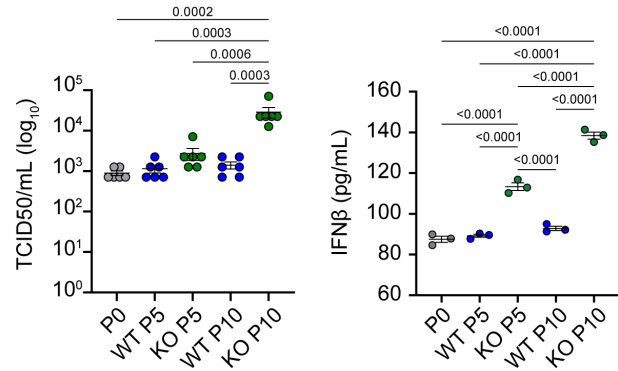 0.0002
0.0003
0.0006
0.0003
TCID50/mL (log10)
10^5
10^4
10^3
10^2
10^1
10^0
P0
WT P5
KO P5
WT P10
KO P10
<0.0001
<0.0001
<0.0001
<0.0001
<0.0001
<0.0001
<0.0001
IFNβ (pg/mL)
160
140
120
100
80
60
P0
WT P5
KO P5
WT P10
KO P10